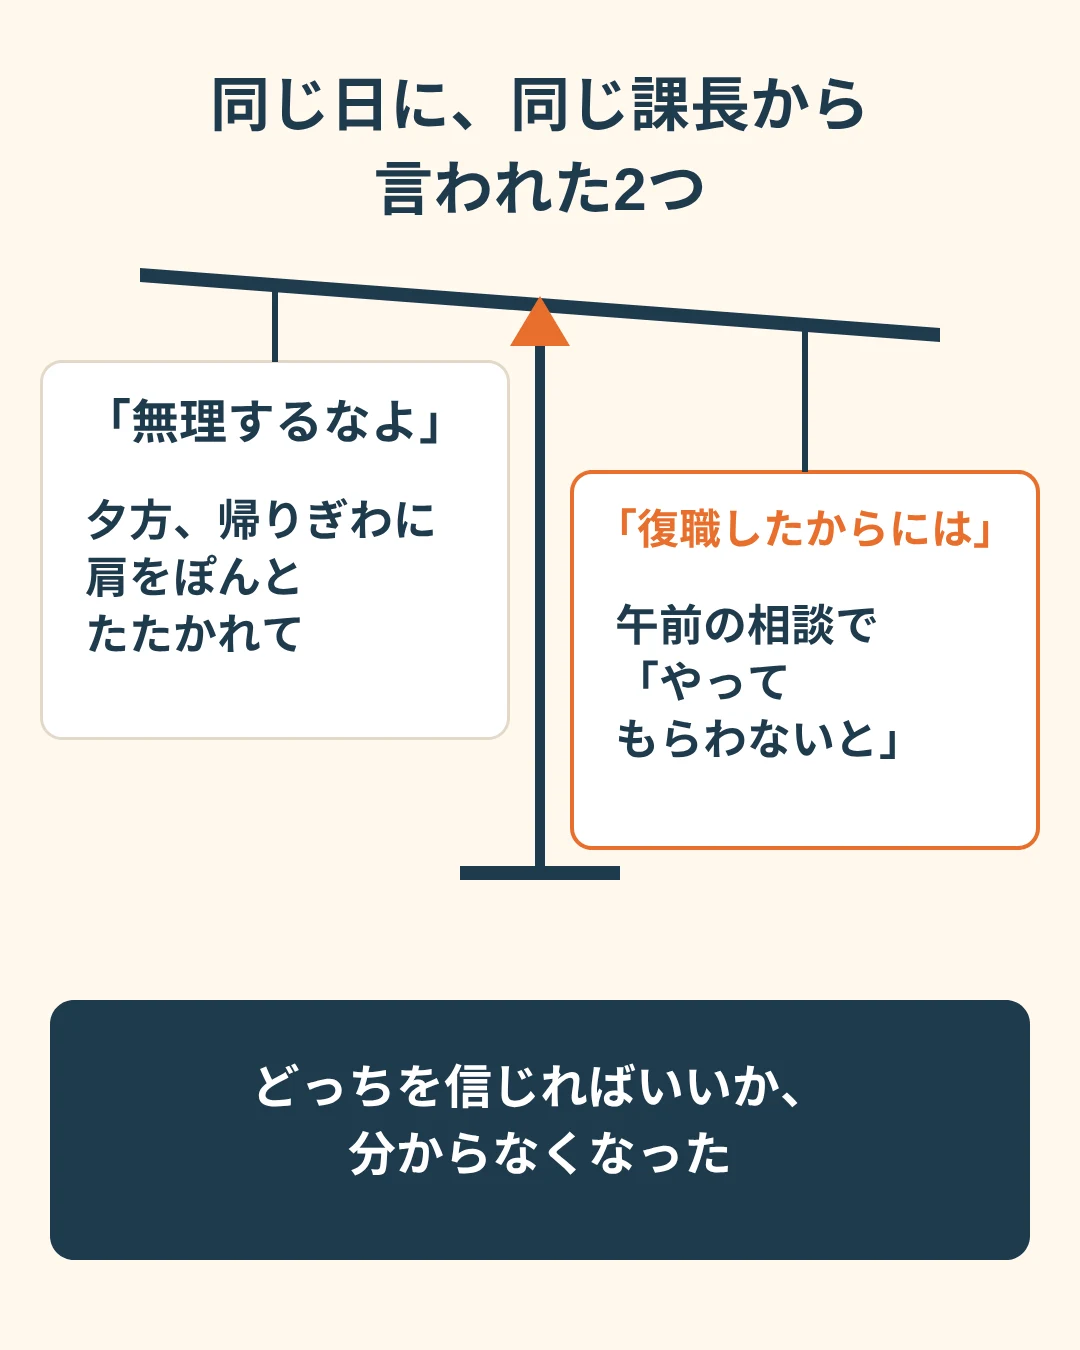 同じ日に、同じ課長から
言われた2つ
「無理するなよ」
夕方、帰りぎわに
肩をぽんと
たたかれて
「復職したからには」
午前の相談で
「やって
もらわないと」
どっちを信じればいいか、
分からなくなった